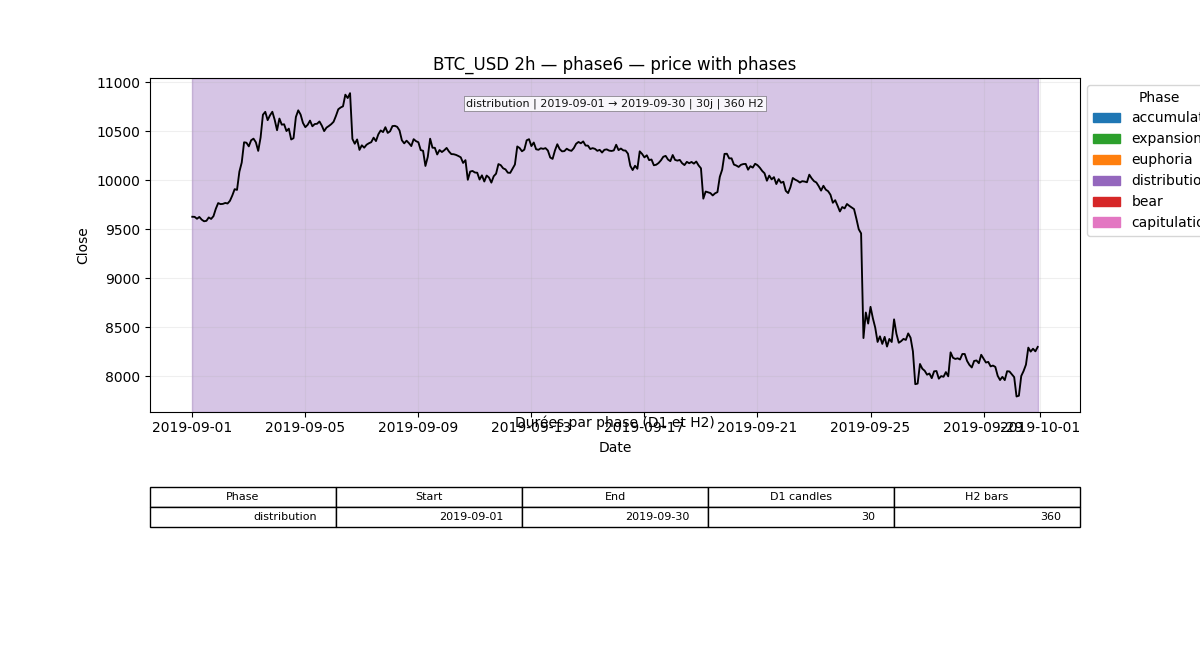 BTC_USD 2h — phase6 — price with phases
distribution | 2019-09-01 → 2019-09-30 | 30j | 360 H2
Close
11000
10500
10000
9500
9000
8500
8000
Phase
accumulat
expansion
euphoria
distributio
bear
capitulatio
2019-09-01 2019-09-05 2019-09-09 2019-09-13 2019-09-17 2019-09-21 2019-09-25 2019-09-29 2019-10-01
Durées par phase (D1 et H2)
Date
Phase Start End D1 candles H2 bars
distribution 2019-09-01 2019-09-30 30 360